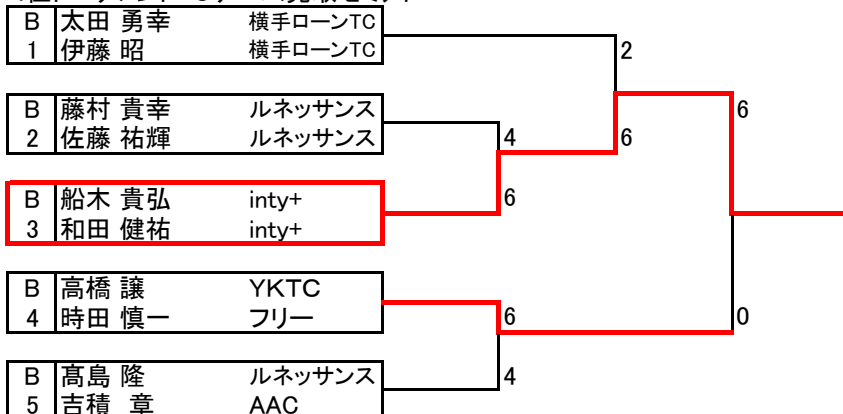 B 太田 勇幸 横手ローンTC
1 伊藤 昭 横手ローンTC
2
B 藤村 貴幸 ルネッサンス
6
2 佐藤 祐輝 ルネッサンス
4
6
B 船木 貴弘 inty+
6
3 和田 健祐 inty+
B 高橋 譲 YKTC
4 時田 慎一 フリー
6
0
B 髙島 隆 ルネッサンス
4
5 吉積 章 AAC